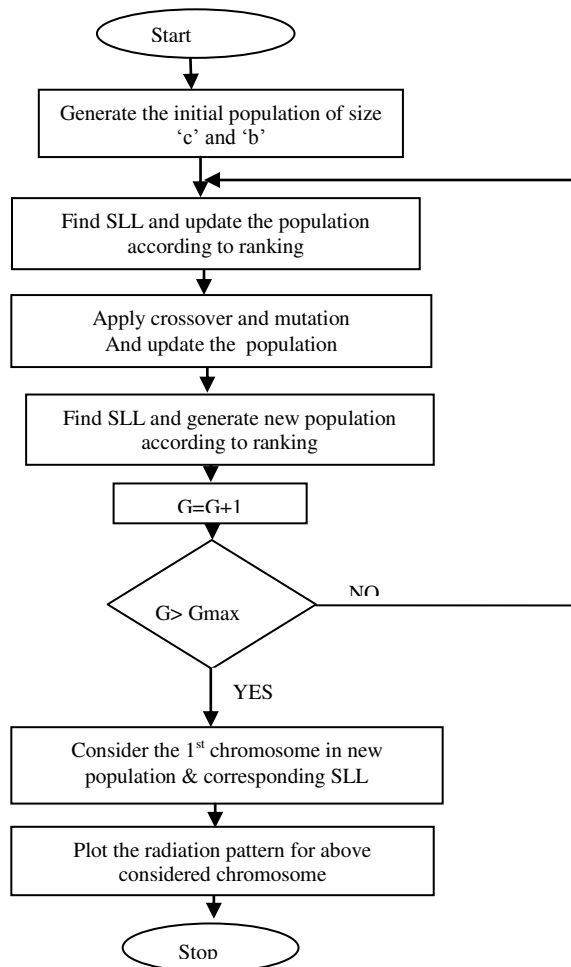 Start
Generate the initial population of size
‘c’ and ‘b’
Find SLL and update the population
according to ranking
Apply crossover and mutation
And update the population
Find SLL and generate new population
according to ranking
G=G+1
G> Gmax
NO
YES
Consider the 1st chromosome in new
population & corresponding SLL
Plot the radiation pattern for above
considered chromosome
Stop